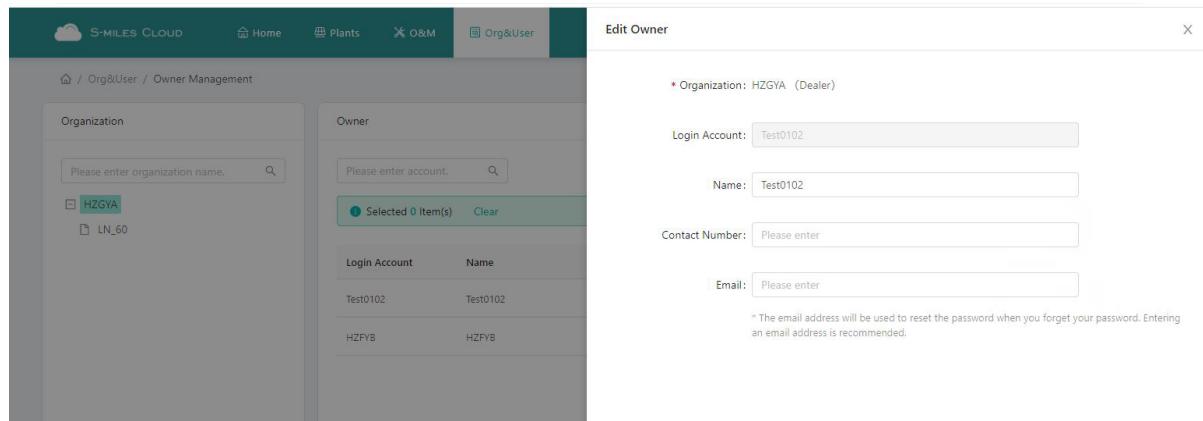 S-MILES CLOUD
Home
Plants
O&M
Org&User
/ Org&User / Owner Management
Organization
Please enter organization name.
HZGYA
LN_60
Owner
Please enter account.
Selected 0 Item(s) Clear
Login Account Name
Test0102 Test0102
HZFYB HZFYB
Edit Owner
* Organization: HZGYA (Dealer)
Login Account: Test0102
Name: Test0102
Contact Number: Please enter
Email: Please enter
* The email address will be used to reset the password when you forget your password. Entering
an email address is recommended.